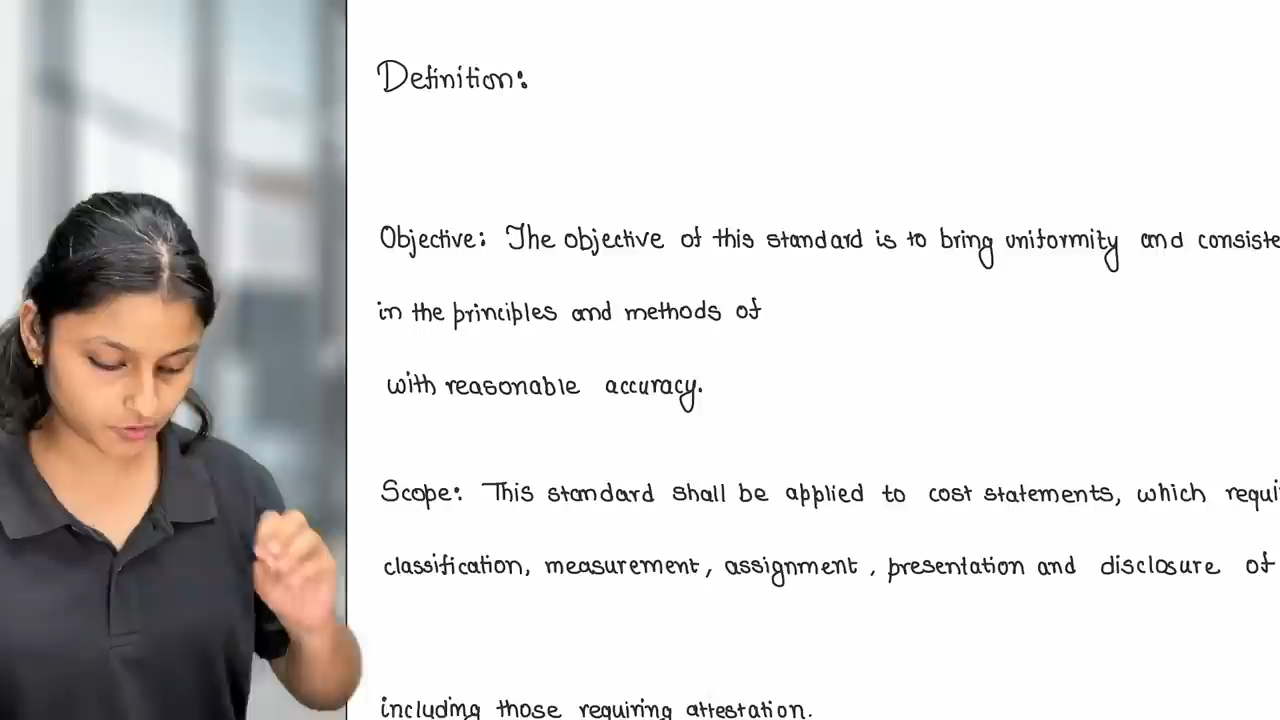 Definition:
Objective: The objective of this standard is to bring uniformity and consiste
in the principles and methods of
with reasonable accuracy.
Scope: This standard shall be applied to cost statements, which requi
classification, measurement, assignment, presentation and disclosure of
including those requiring attestation.